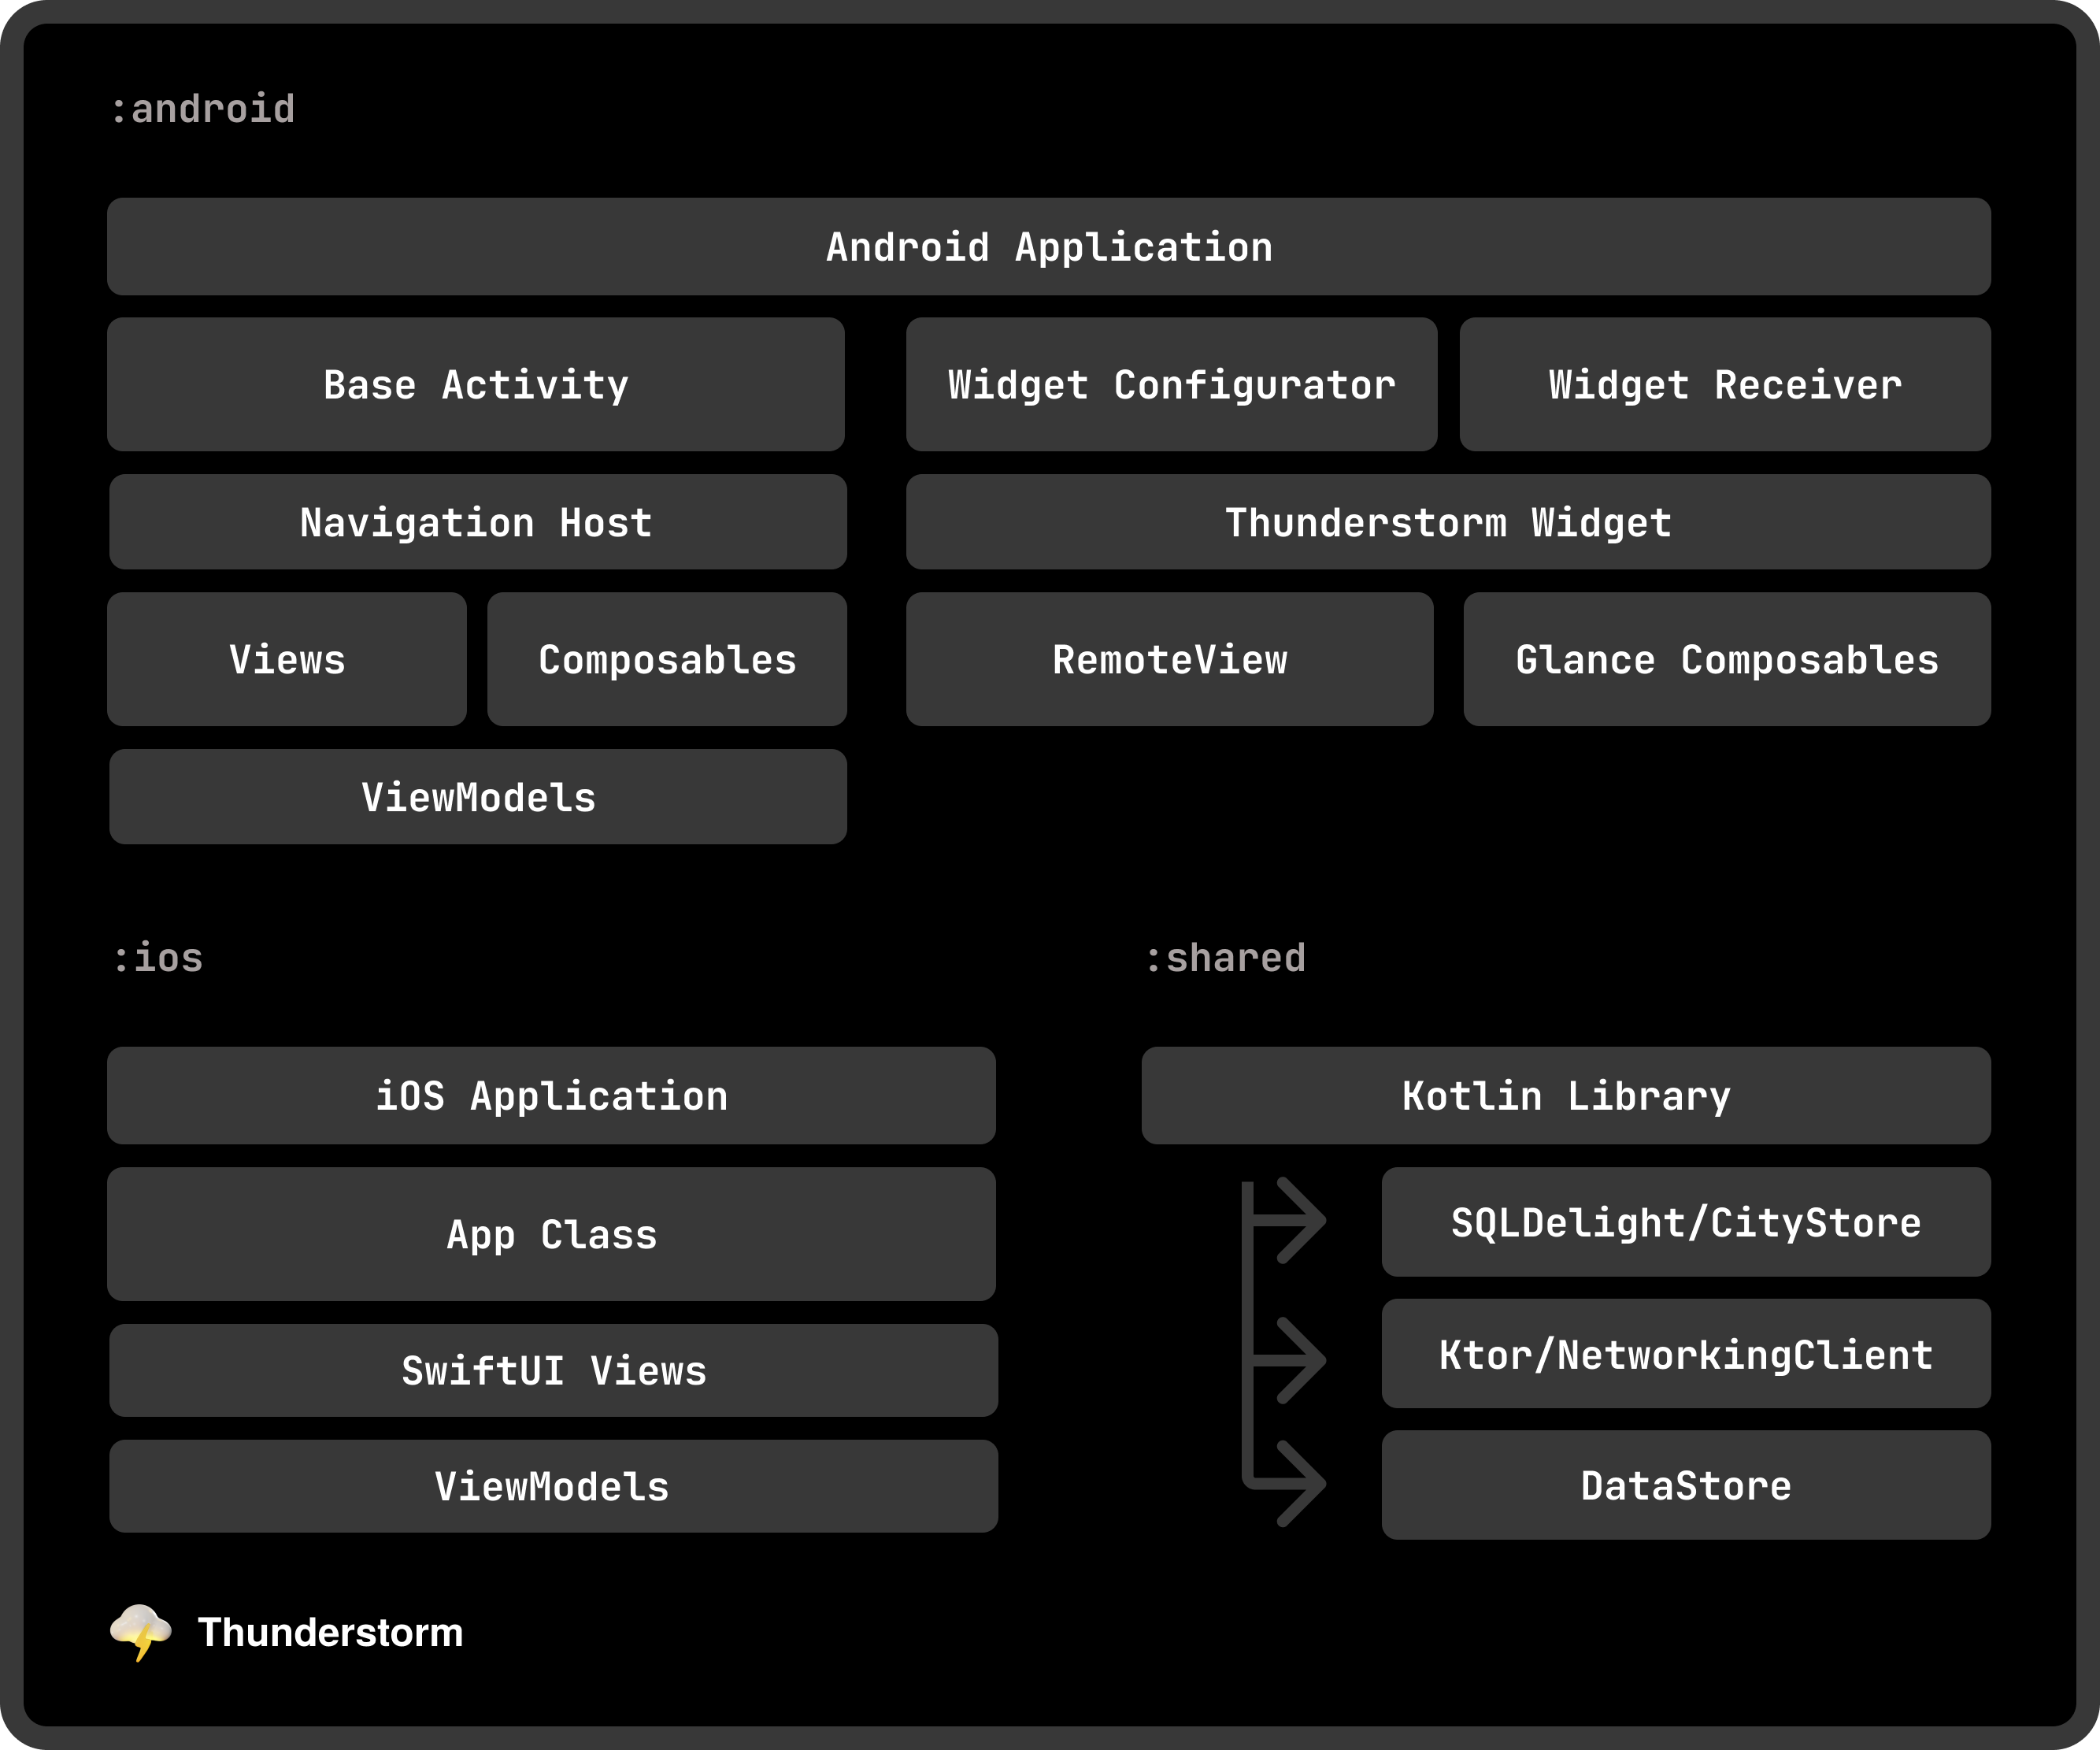 :android
Android Application
Base Activity
Widget Configurator
Widget Receiver
Navigation Host
Thunderstorm Widget
Views
Composables
RemoteView
Glance Composables
ViewModels
:ios
iOS Application
App Class
SwiftUI Views
ViewModels
:shared
Kotlin Library
SQLDelight/CityStore
Ktor/NetworkingClient
DataStore
Thunderstorm